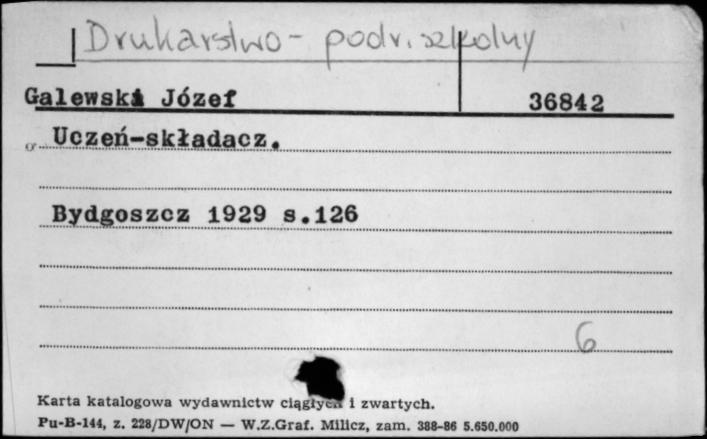 Drukarstwo - podr. szkolny
Galewski Józef 36842
Uczeń-składacz.
Bydgoszcz 1929 s.126
6
Karta katalogowa wydawnictw ciągłych i zwartych.
Pu-B-144, z. 228/DW/ON — W.Z.Graf. Milicz, zam. 388-86 5.650.000